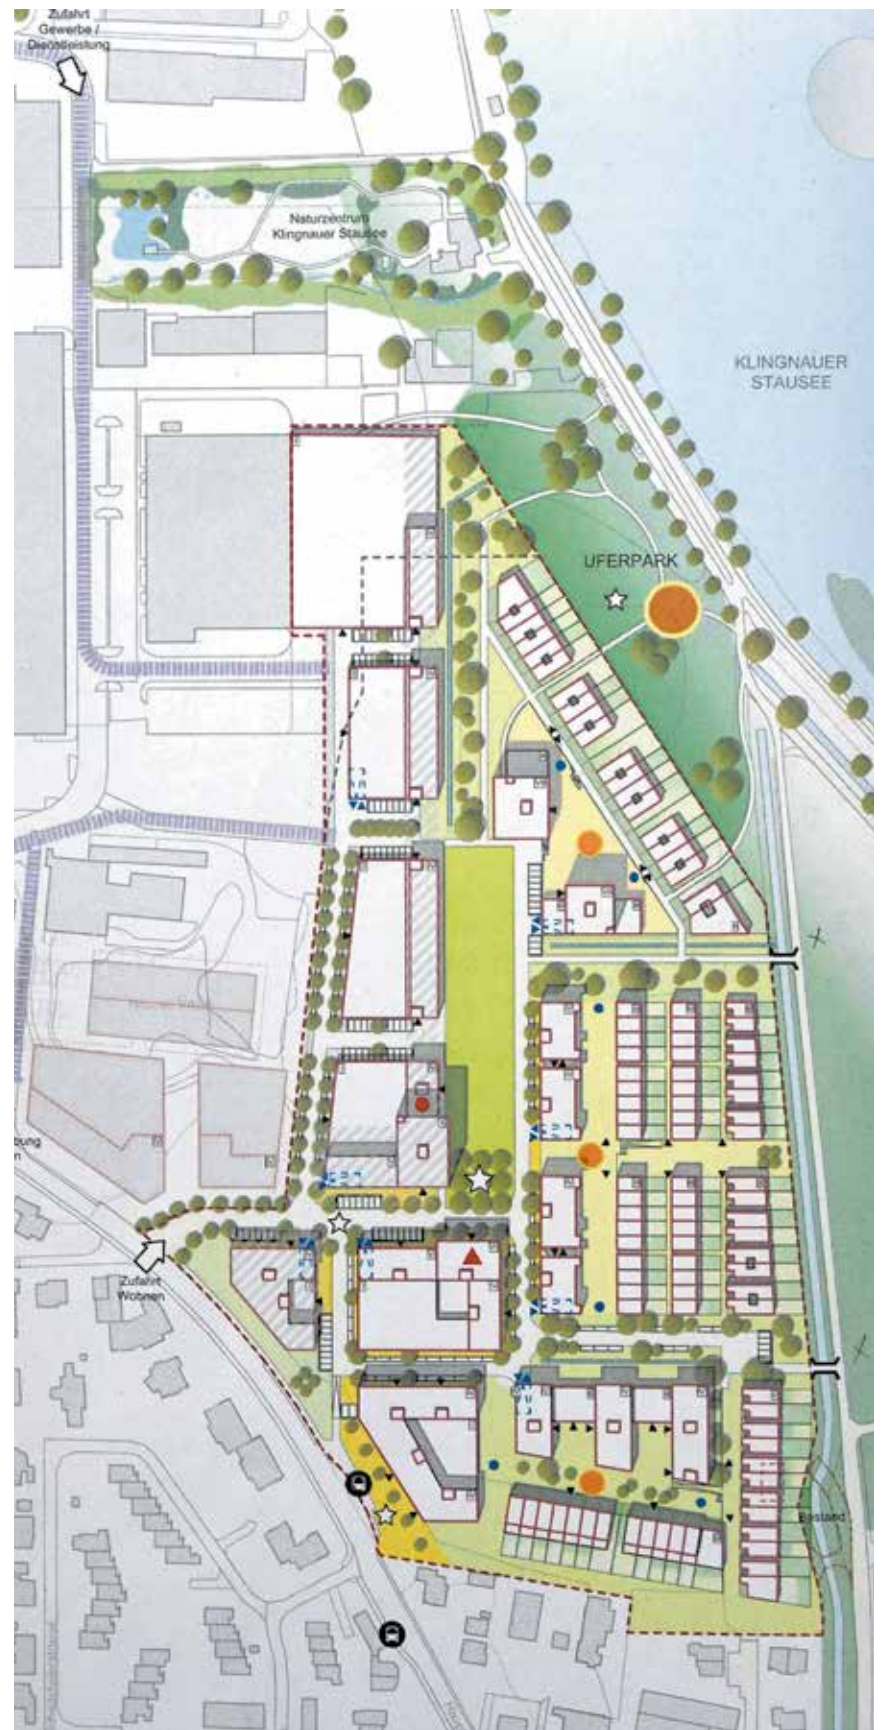 Zufahrt
Gewerbe /
Dienstleistung
Naturzentrum
Klingnauer Stausee
KLINGNAUER
STAUSEE
UFERPARK
Zufahrt
Wohnen
Bestand